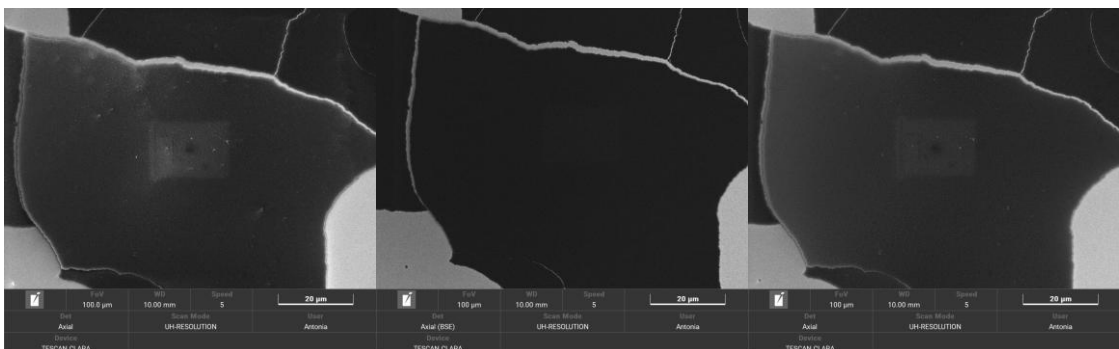 FoV WD Speed
100.0 µm 10.00 mm 5 20 µm
Det Scan Mode User
Axial UH-RESOLUTION Antonia
Device
TESCAN CLARA
FoV WD Speed
100 µm 10.00 mm 5 20 µm
Det Scan Mode User
Axial (BSE) UH-RESOLUTION Antonia
Device
TESCAN CLARA
FoV WD Speed
100 µm 10.00 mm 5 20 µm
Det Scan Mode User
Axial UH-RESOLUTION Antonia
Device
TESCAN CLARA